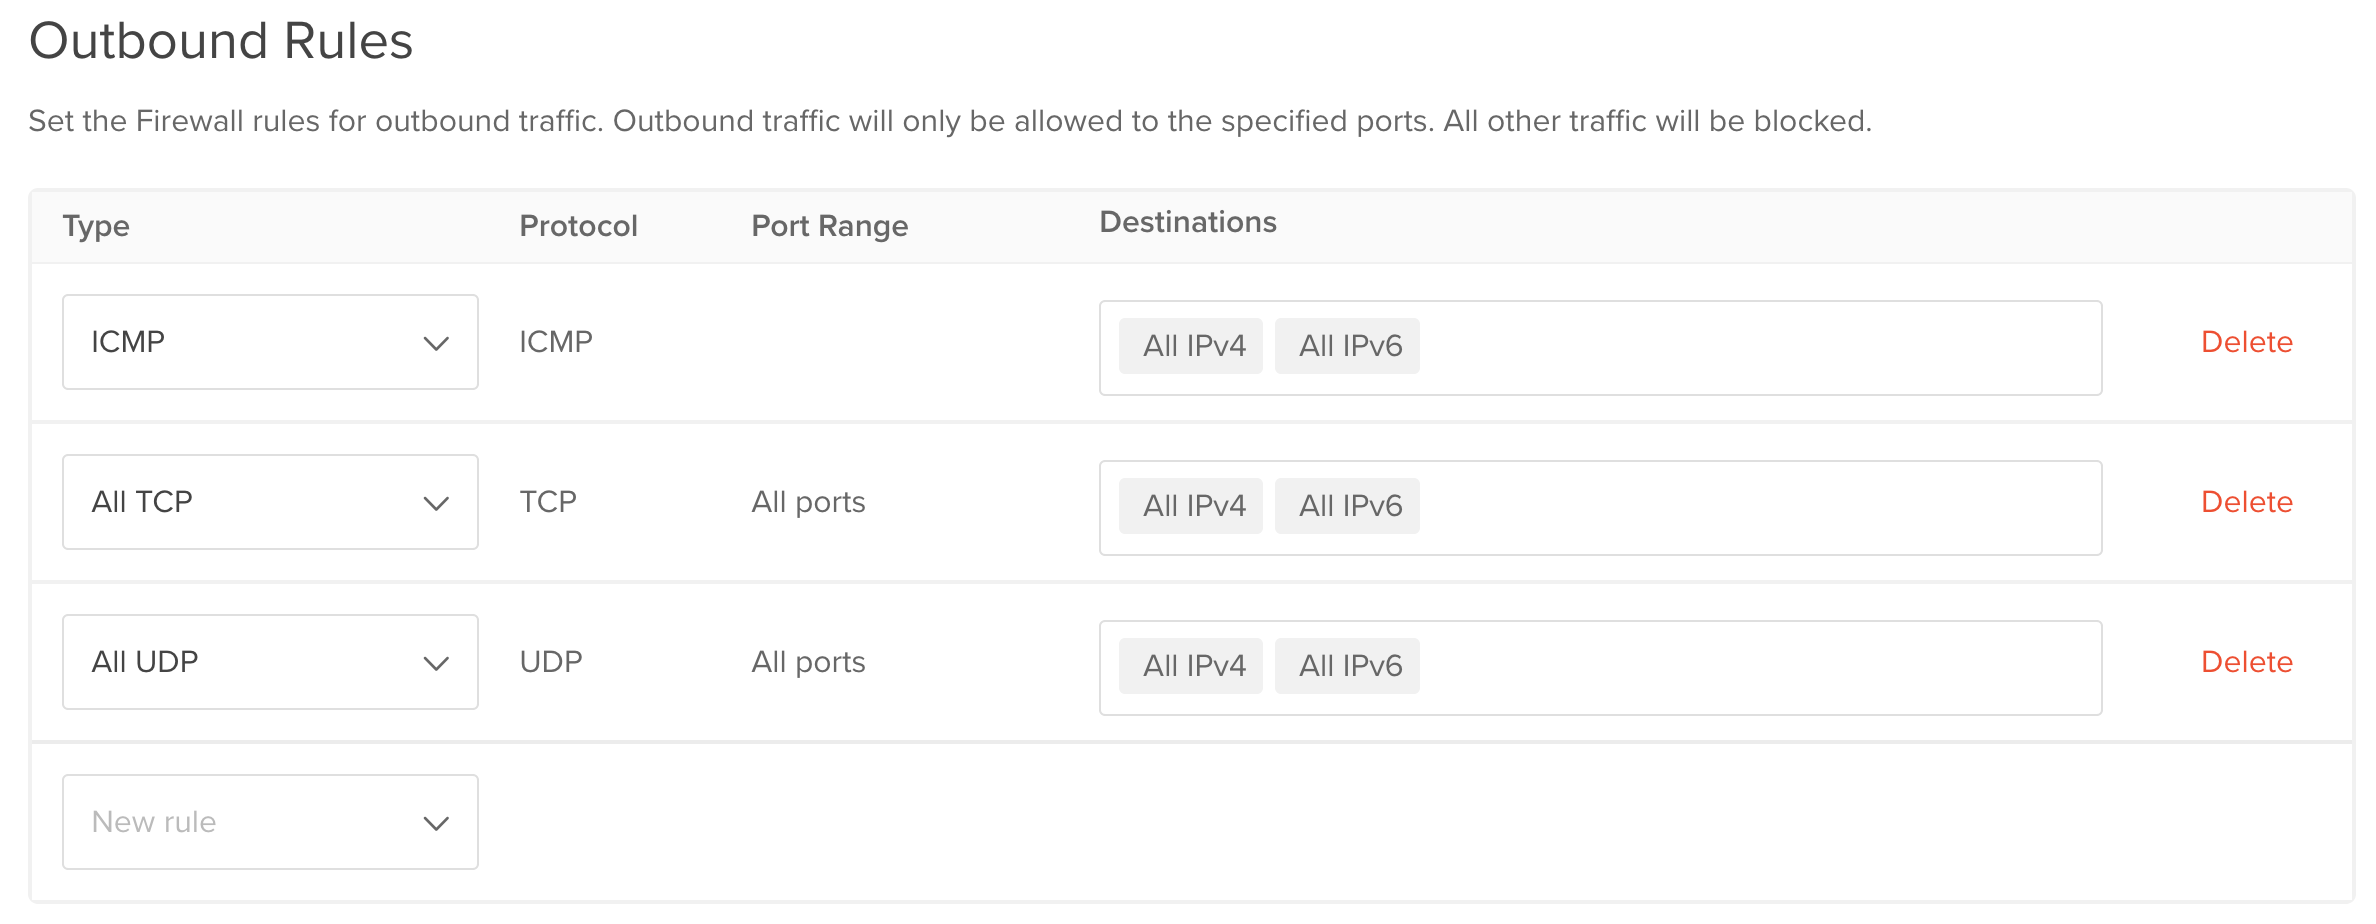 Outbound Rules
Set the Firewall rules for outbound traffic. Outbound traffic will only be allowed to the specified ports. All other traffic will be blocked.
Type Protocol Port Range Destinations
ICMP ICMP All IPv4 All IPv6 Delete
All TCP TCP All ports All IPv4 All IPv6 Delete
All UDP UDP All ports All IPv4 All IPv6 Delete
New rule